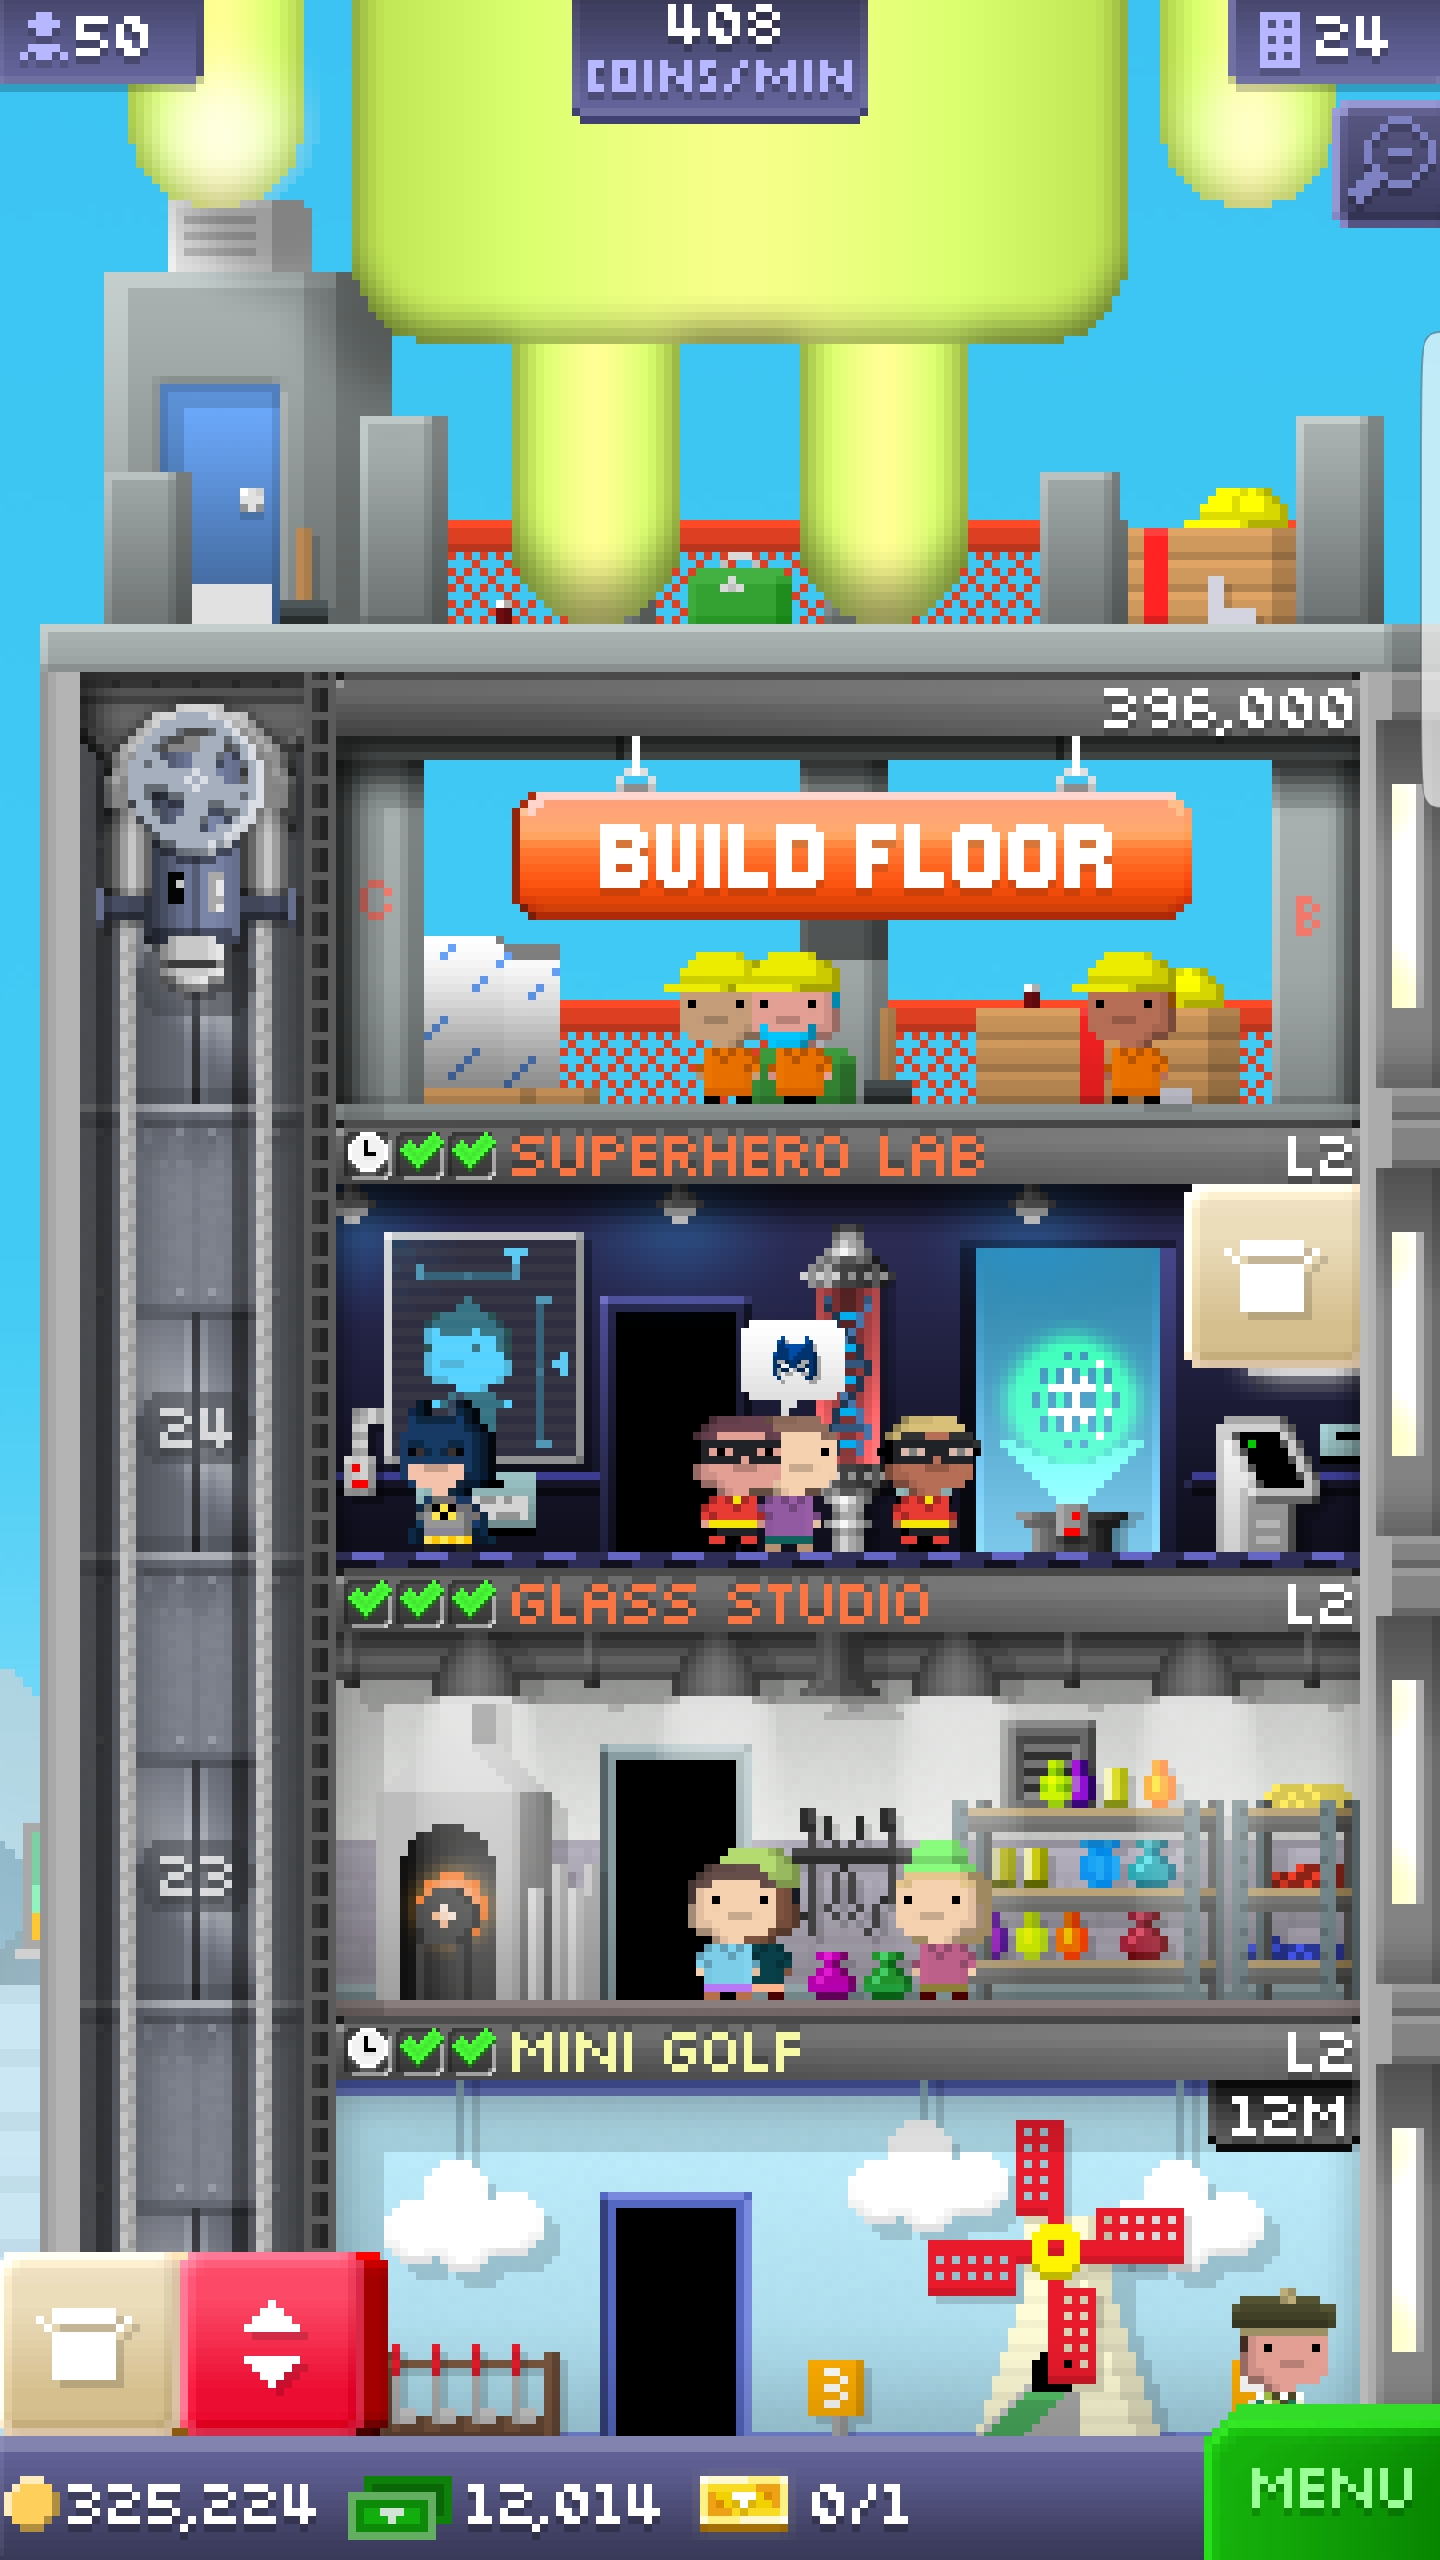 50
408
COINS/MIN
24
396,000
BUILD FLOOR
C
B
SUPERHERO LAB L2
24
GLASS STUDIO L2
23
MINI GOLF L2
12M
3
325,224 12,014 0/1
MENU